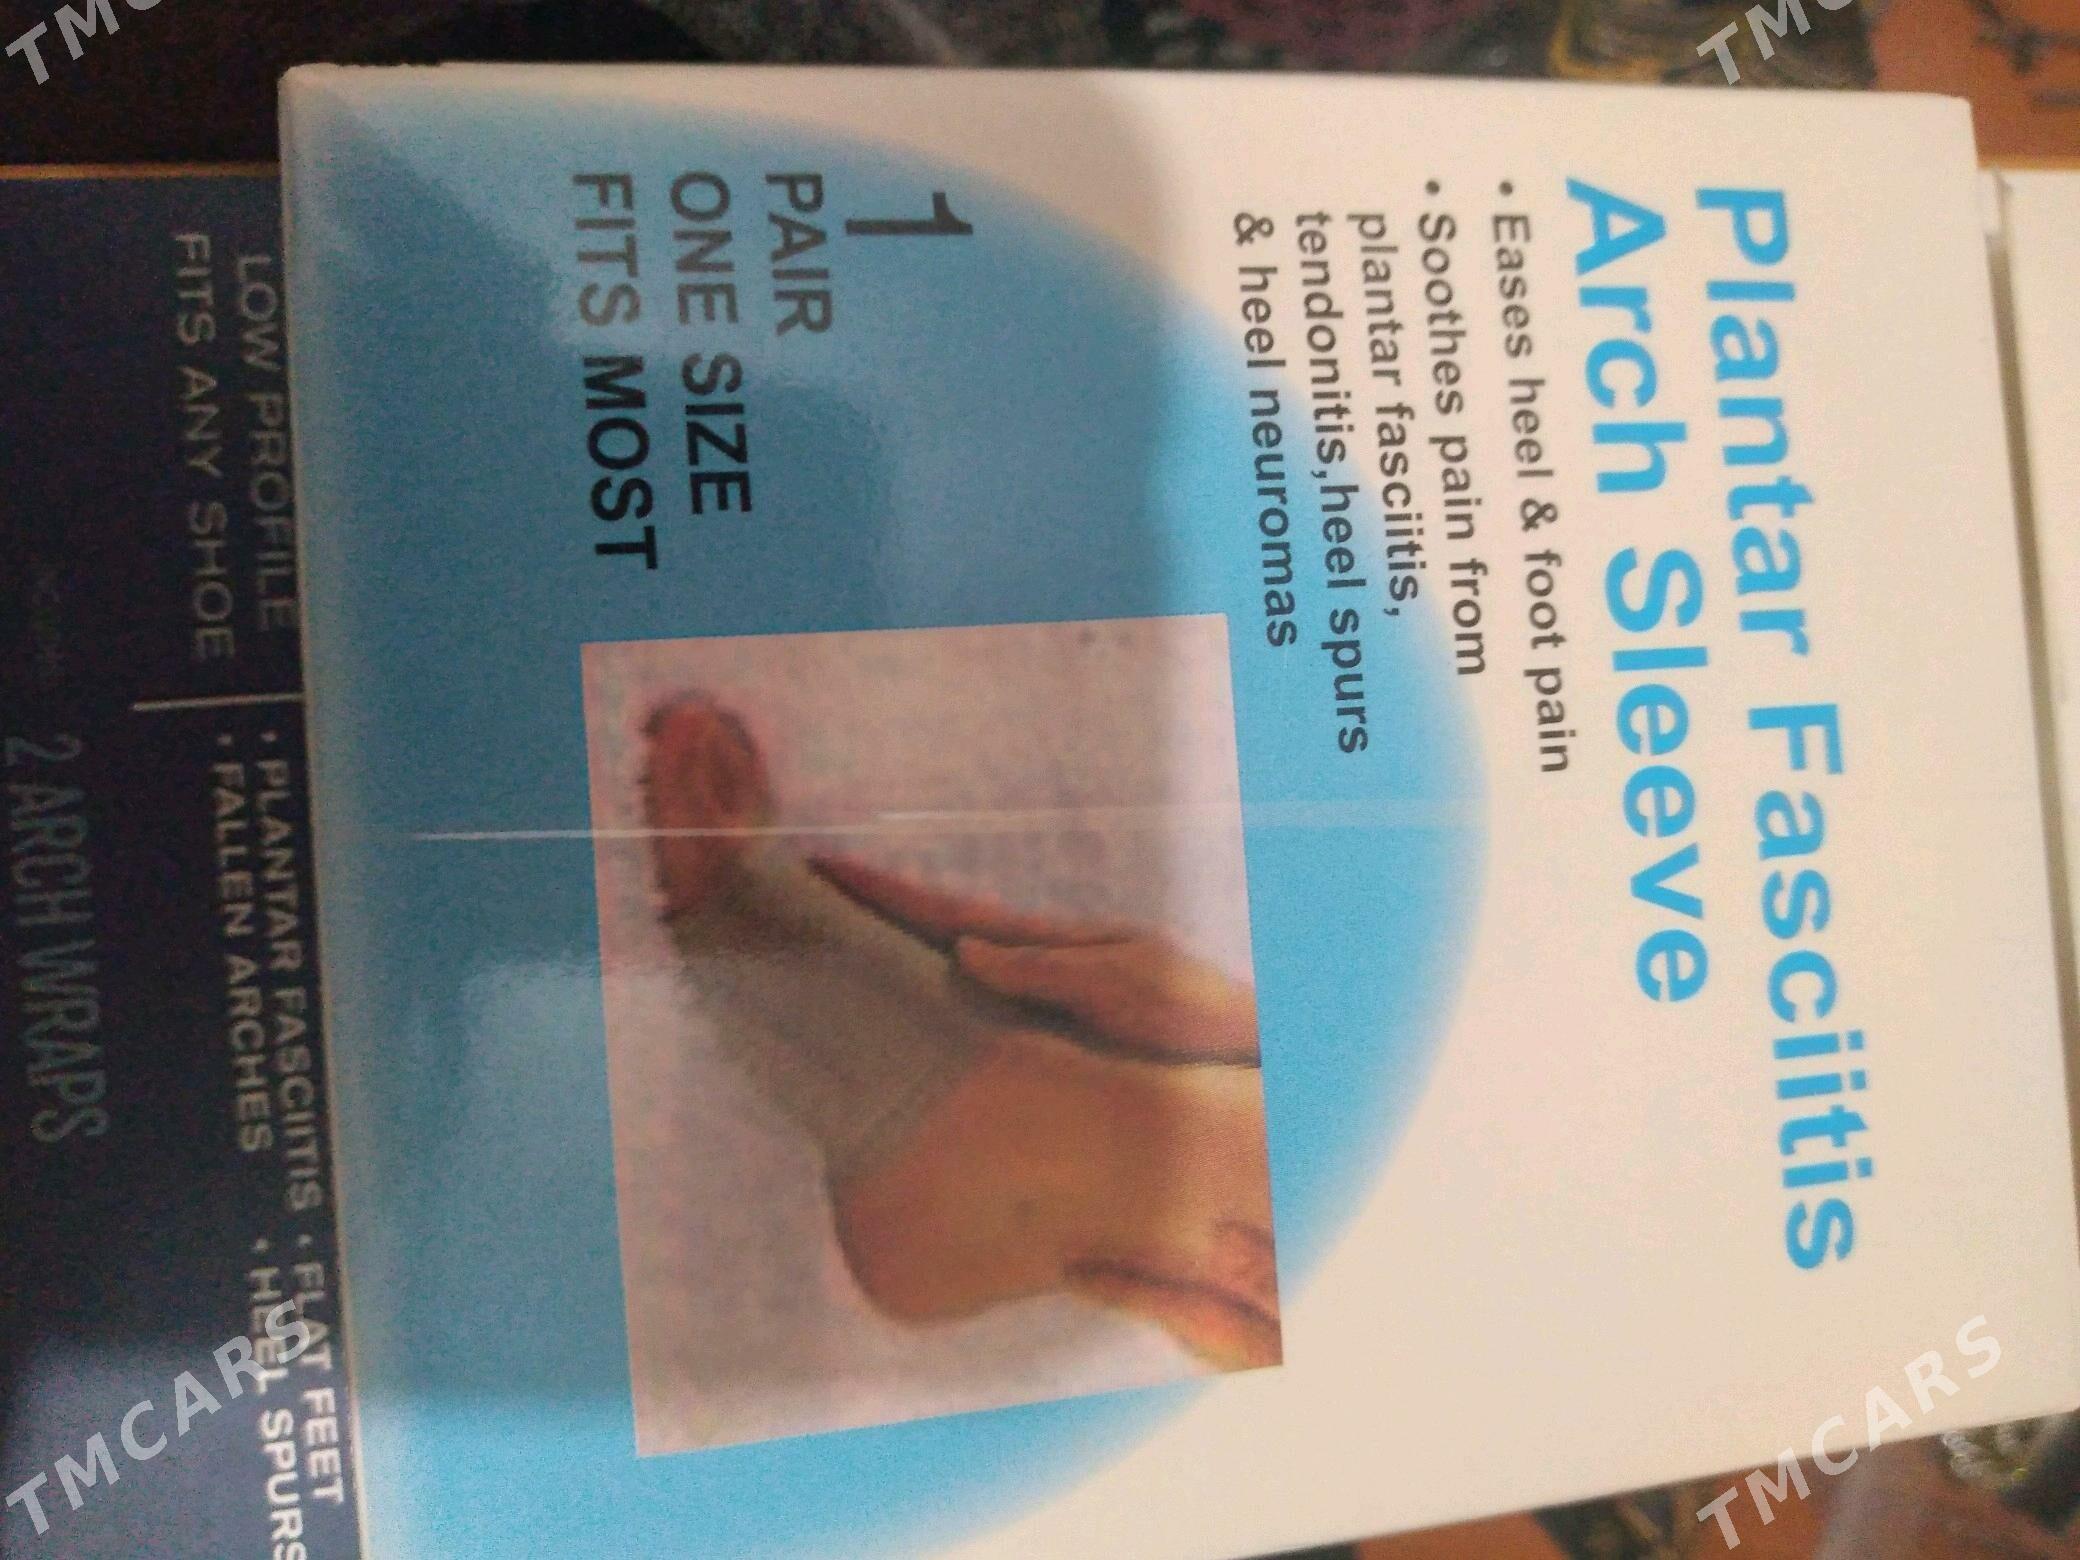 Plantar Fasciitis
Arch Sleeve
• Eases heel & foot pain
• Soothes pain from
plantar fasciitis,
tendonitis,heel spurs
& heel neuromas
1
PAIR
ONE SIZE
FITS MOST
LOW PROFILE
FITS ANY SHOE
• PLANTAR FASCIITIS • FLAT FEET
• FALLEN ARCHES • HEEL SPURS
2 ARCH WRAPS
TMCARS
TMCARS